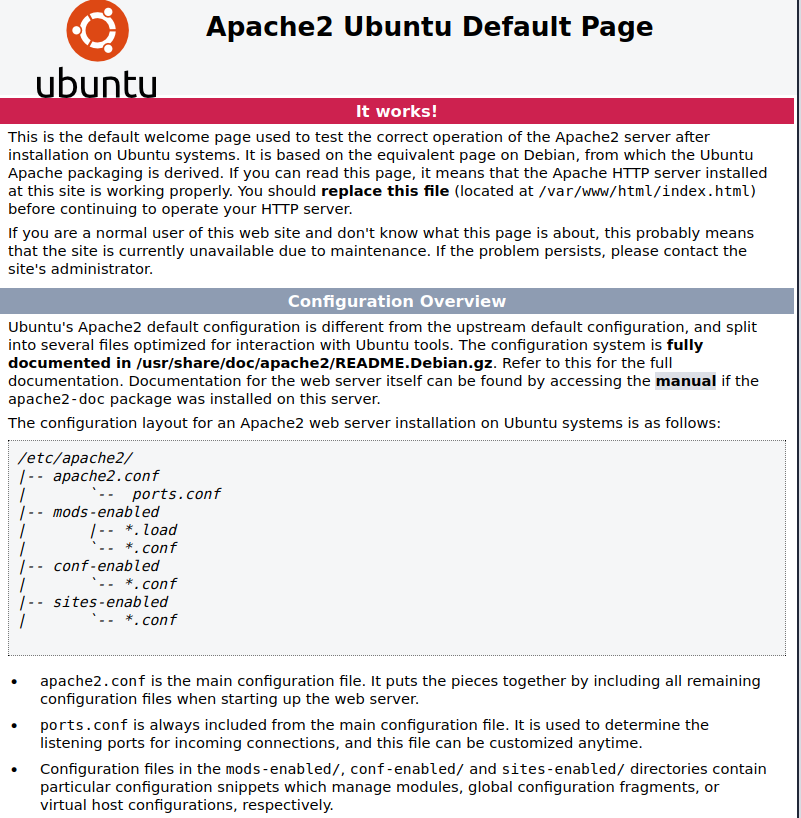 Apache2 Ubuntu Default Page
ubuntu
It works!
This is the default welcome page used to test the correct operation of the Apache2 server after
installation on Ubuntu systems. It is based on the equivalent page on Debian, from which the Ubuntu
Apache packaging is derived. If you can read this page, it means that the Apache HTTP server installed
at this site is working properly. You should replace this file (located at /var/www/html/index.html)
before continuing to operate your HTTP server.
If you are a normal user of this web site and don't know what this page is about, this probably means
that the site is currently unavailable due to maintenance. If the problem persists, please contact the
site's administrator.
Configuration Overview
Ubuntu's Apache2 default configuration is different from the upstream default configuration, and split
into several files optimized for interaction with Ubuntu tools. The configuration system is fully
documented in /usr/share/doc/apache2/README.Debian.gz. Refer to this for the full
documentation. Documentation for the web server itself can be found by accessing the manual if the
apache2-doc package was installed on this server.
The configuration layout for an Apache2 web server installation on Ubuntu systems is as follows:
/etc/apache2/
|-- apache2.conf
|       `--  ports.conf
|-- mods-enabled
|       |-- *.load
|       `-- *.conf
|-- conf-enabled
|       `-- *.conf
|-- sites-enabled
|       `-- *.conf
• apache2.conf is the main configuration file. It puts the pieces together by including all remaining
configuration files when starting up the web server.
• ports.conf is always included from the main configuration file. It is used to determine the
listening ports for incoming connections, and this file can be customized anytime.
• Configuration files in the mods-enabled/, conf-enabled/ and sites-enabled/ directories contain
particular configuration snippets which manage modules, global configuration fragments, or
virtual host configurations, respectively.